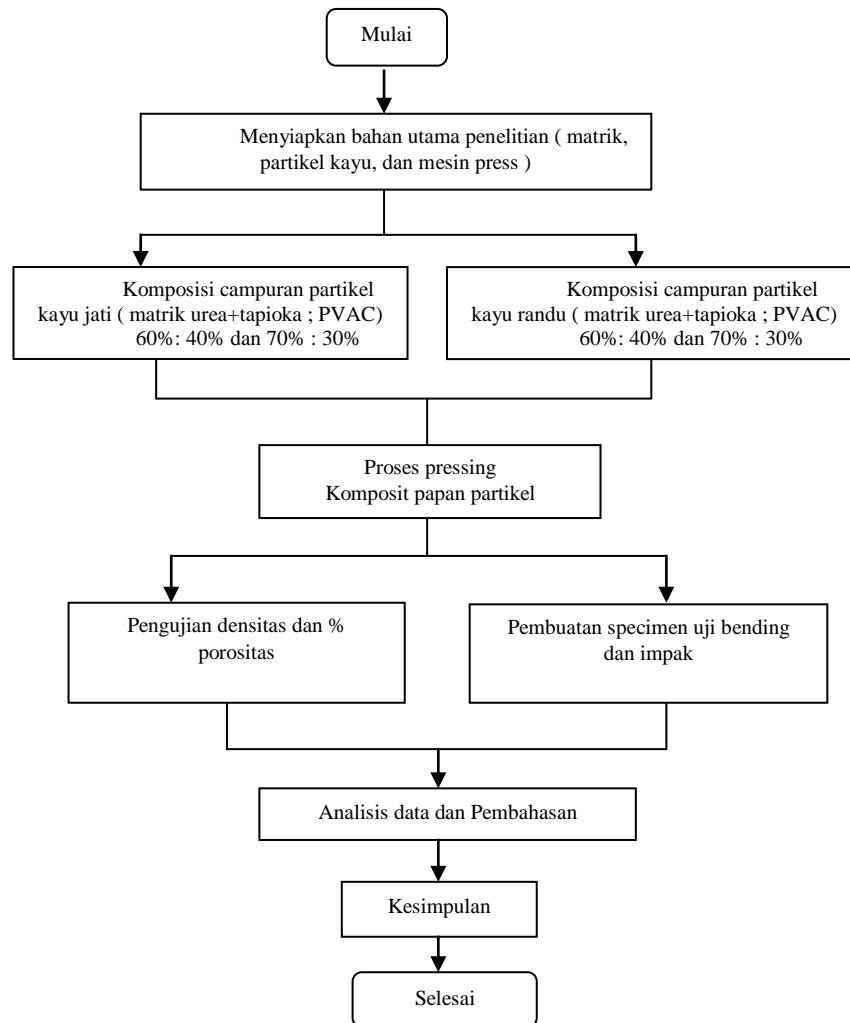 Mulai
Menyiapkan bahan utama penelitian ( matrik,
partikel kayu, dan mesin press )
Komposisi campuran partikel
kayu jati ( matrik urea+tapioka ; PVAC)
60%: 40% dan 70% : 30%
Komposisi campuran partikel
kayu randu ( matrik urea+tapioka ; PVAC)
60%: 40% dan 70% : 30%
Proses pressing
Komposit papan partikel
Pengujian densitas dan %
porositas
Pembuatan specimen uji bending
dan impak
Analisis data dan Pembahasan
Kesimpulan
Selesai